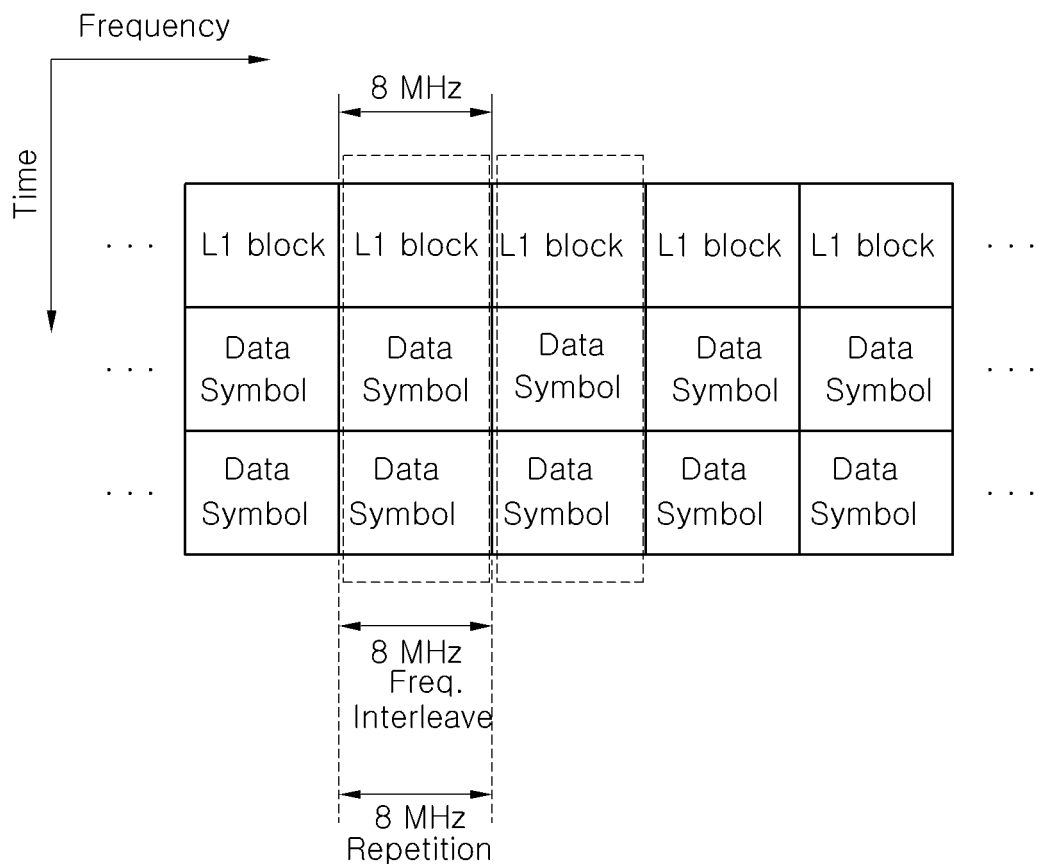 Frequency
8 MHz
Time
. . . L1 block L1 block L1 block L1 block L1 block . . .
Data Data Data Data Data
. . . Symbol Symbol Symbol Symbol Symbol . . .
Data Data Data Data Data
. . . Symbol Symbol Symbol Symbol Symbol . . .
8 MHz
Freq.
Interleave
8 MHz
Repetition